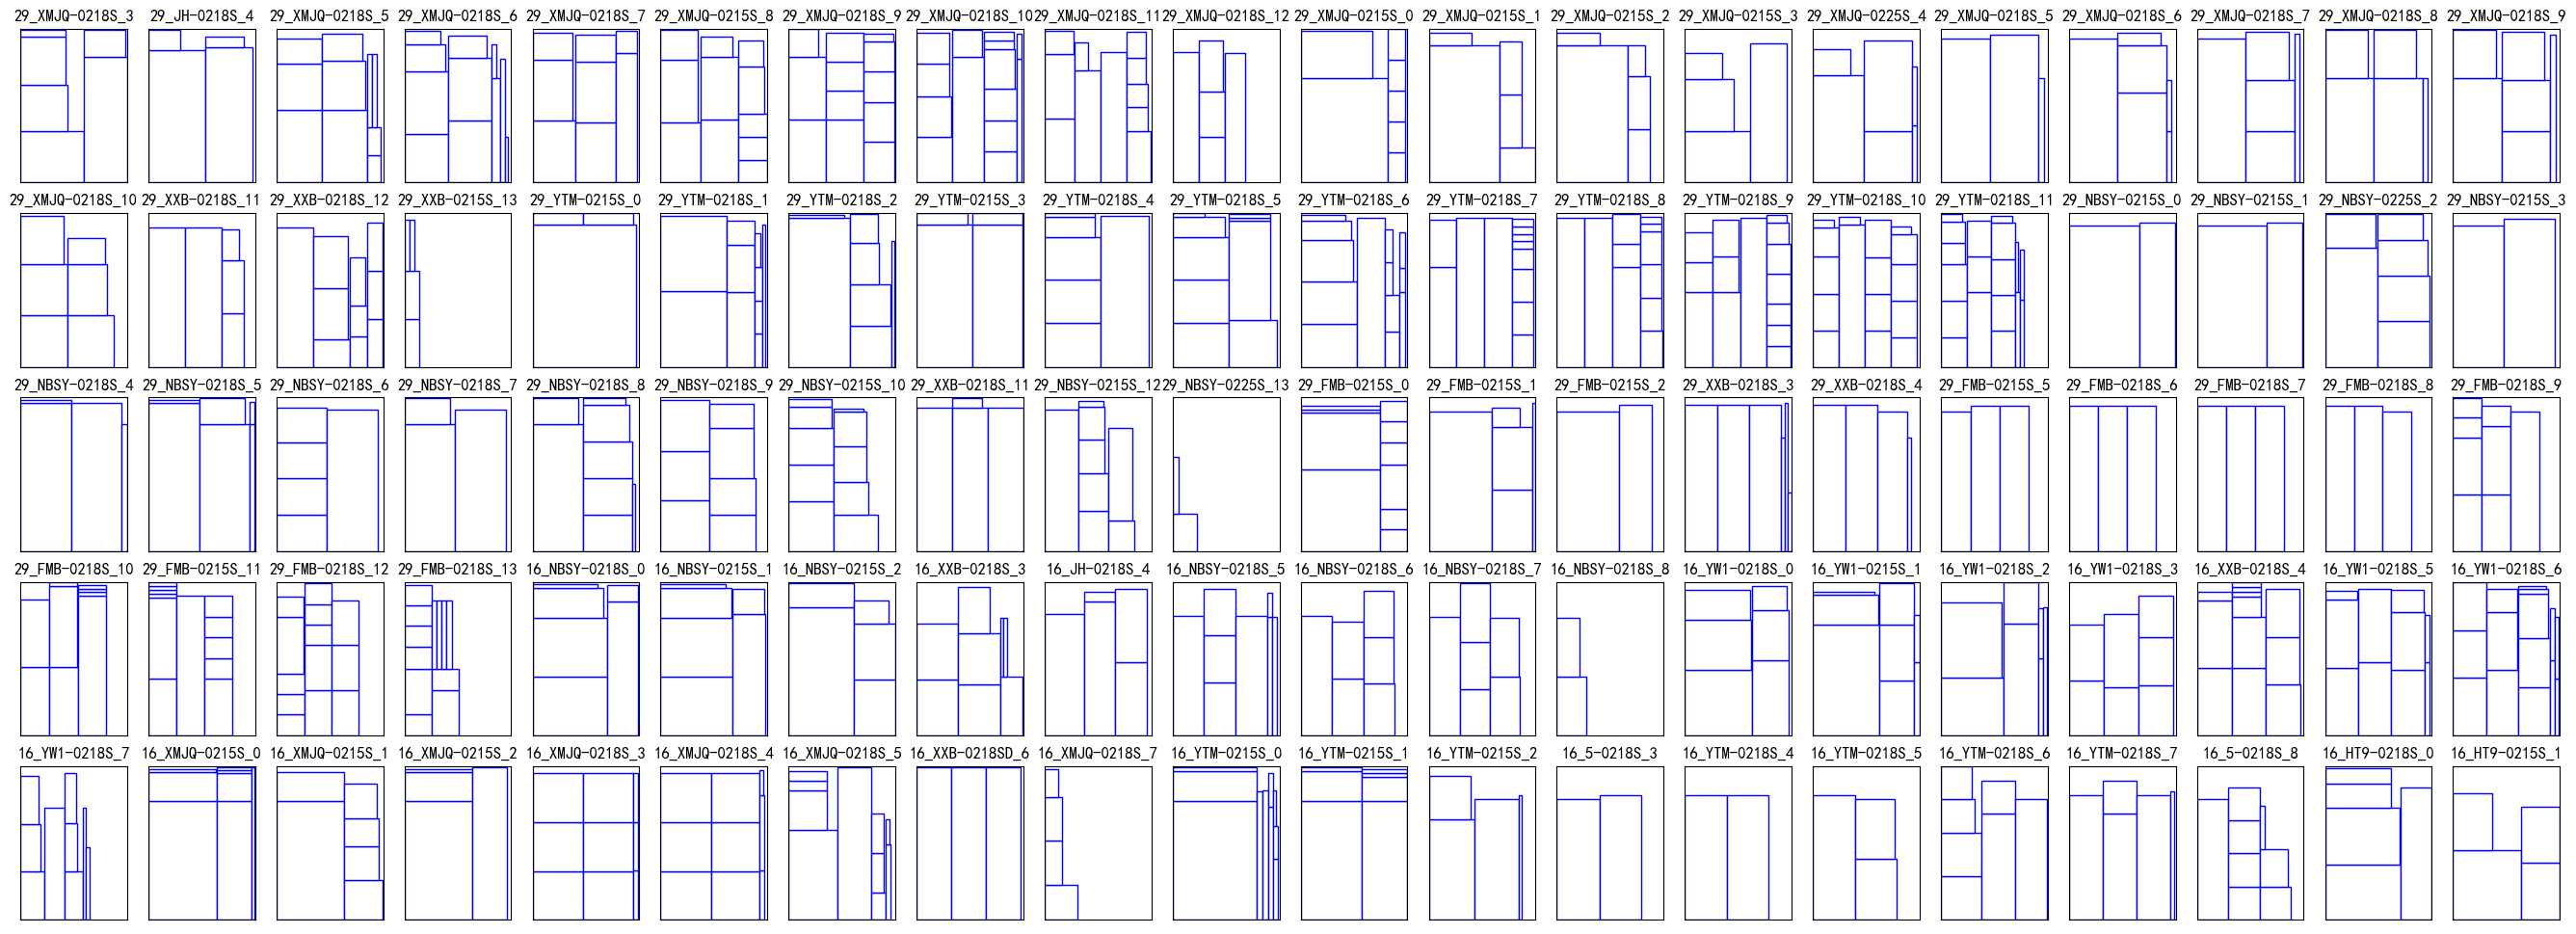 29_XMJQ-0218S_3 29_JH-0218S_4 29_XMJQ-0218S_5 29_XMJQ-0218S_6 29_XMJQ-0218S_7 29_XMJQ-0215S_8 29_XMJQ-0218S_9 29_XMJQ-0218S_10 29_XMJQ-0218S_11 29_XMJQ-0218S_12 29_XMJQ-0215S_0 29_XMJQ-0215S_1 29_XMJQ-0215S_2 29_XMJQ-0215S_3 29_XMJQ-0225S_4 29_XMJQ-0218S_5 29_XMJQ-0218S_6 29_XMJQ-0218S_7 29_XMJQ-0218S_8 29_XMJQ-0218S_9
29_XMJQ-0218S_10 29_XXB-0218S_11 29_XXB-0218S_12 29_XXB-0215S_13 29_YTM-0215S_0 29_YTM-0218S_1 29_YTM-0218S_2 29_YTM-0215S_3 29_YTM-0218S_4 29_YTM-0218S_5 29_YTM-0218S_6 29_YTM-0218S_7 29_YTM-0218S_8 29_YTM-0218S_9 29_YTM-0218S_10 29_YTM-0218S_11 29_NBSY-0215S_0 29_NBSY-0215S_1 29_NBSY-0225S_2 29_NBSY-0215S_3
29_NBSY-0218S_4 29_NBSY-0218S_5 29_NBSY-0218S_6 29_NBSY-0218S_7 29_NBSY-0218S_8 29_NBSY-0218S_9 29_NBSY-0215S_10 29_XXB-0218S_11 29_NBSY-0215S_12 29_NBSY-0225S_13 29_FMB-0215S_0 29_FMB-0215S_1 29_FMB-0215S_2 29_XXB-0218S_3 29_XXB-0218S_4 29_FMB-0215S_5 29_FMB-0218S_6 29_FMB-0218S_7 29_FMB-0218S_8 29_FMB-0218S_9
29_FMB-0218S_10 29_FMB-0215S_11 29_FMB-0218S_12 29_FMB-0218S_13 16_NBSY-0218S_0 16_NBSY-0215S_1 16_NBSY-0215S_2 16_XXB-0218S_3 16_JH-0218S_4 16_NBSY-0218S_5 16_NBSY-0218S_6 16_NBSY-0218S_7 16_NBSY-0218S_8 16_YW1-0218S_0 16_YW1-0215S_1 16_YW1-0218S_2 16_YW1-0218S_3 16_XXB-0218S_4 16_YW1-0218S_5 16_YW1-0218S_6
16_YW1-0218S_7 16_XMJQ-0215S_0 16_XMJQ-0215S_1 16_XMJQ-0215S_2 16_XMJQ-0218S_3 16_XMJQ-0218S_4 16_XMJQ-0218S_5 16_XXB-0218SD_6 16_XMJQ-0218S_7 16_YTM-0215S_0 16_YTM-0215S_1 16_YTM-0215S_2 16_5-0218S_3 16_YTM-0218S_4 16_YTM-0218S_5 16_YTM-0218S_6 16_YTM-0218S_7 16_5-0218S_8 16_HT9-0218S_0 16_HT9-0215S_1